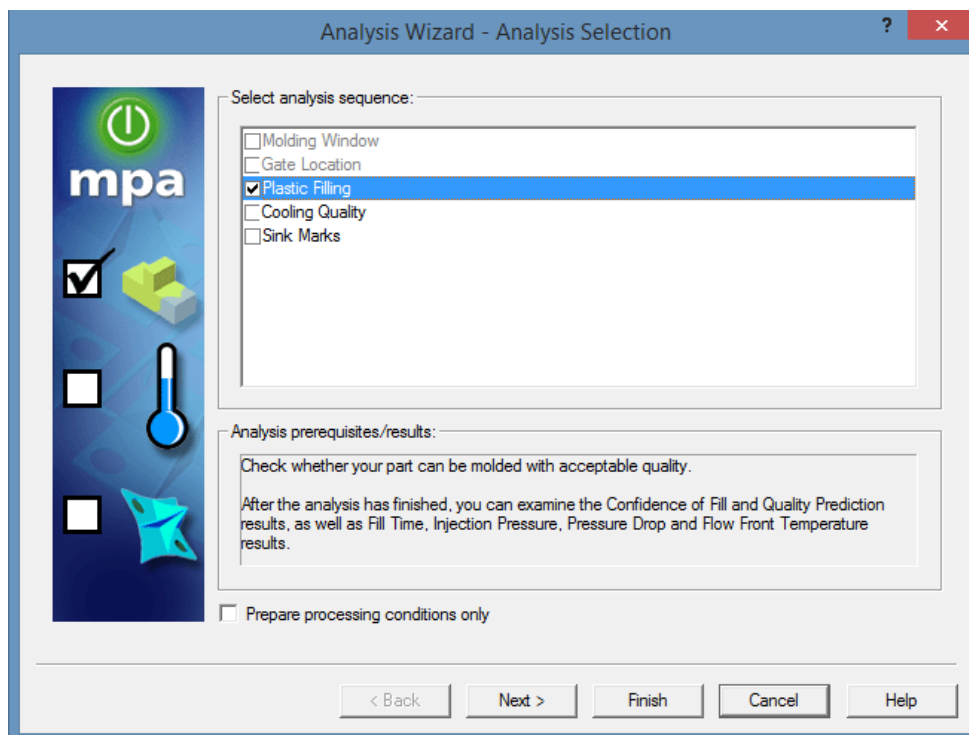 Analysis Wizard - Analysis Selection
?
mpa
Select analysis sequence:
Molding Window
Gate Location
Plastic Filling
Cooling Quality
Sink Marks
Analysis prerequisites/results:
Check whether your part can be molded with acceptable quality.
After the analysis has finished, you can examine the Confidence of Fill and Quality Prediction
results, as well as Fill Time, Injection Pressure, Pressure Drop and Flow Front Temperature
results.
Prepare processing conditions only
< Back Next > Finish Cancel Help